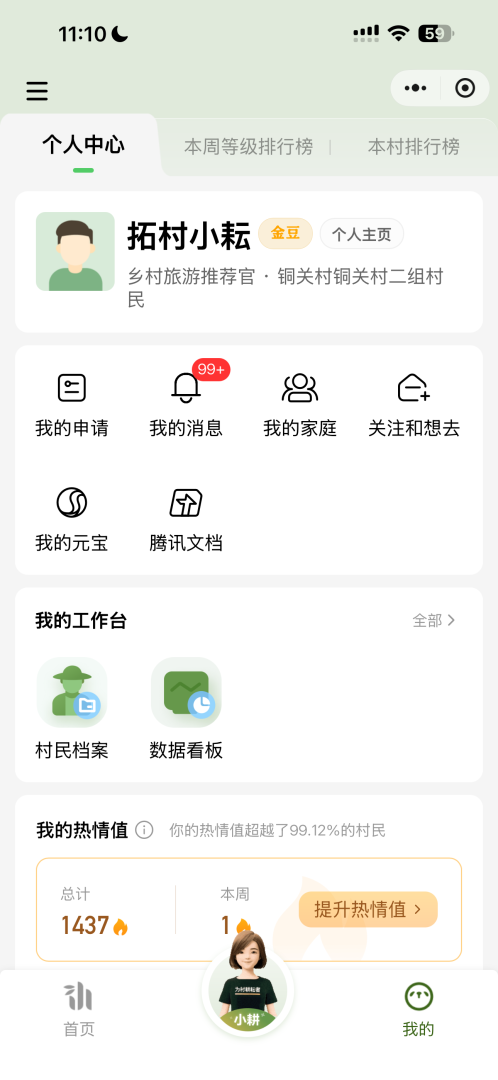 11:10
59
个人中心
本周等级排行榜
本村排行榜
拓村小耘
金豆
个人主页
乡村旅游推荐官 · 铜关村铜关村二组村
民
99+
我的申请
我的消息
我的家庭
关注和想去
我的元宝
腾讯文档
我的工作台
全部
村民档案
数据看板
我的热情值
你的热情值超越了99.12%的村民
总计
本周
1437
1
提升热情值
为村耕耘者
小耕
首页
我的